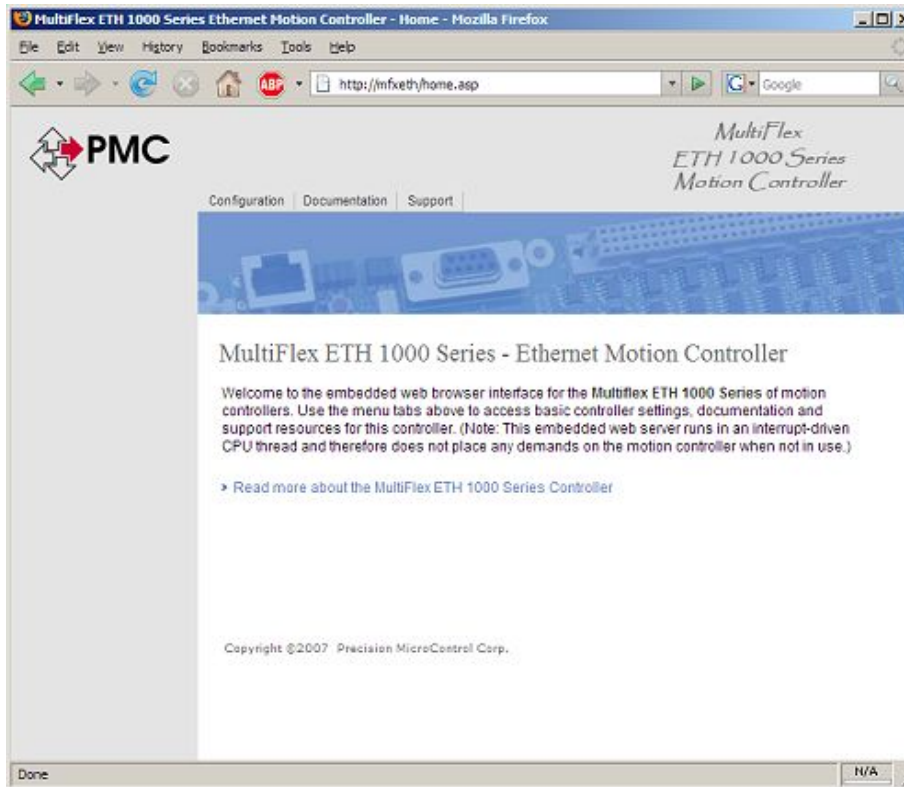 MultiFlex ETH 1000 Series Ethernet Motion Controller - Home - Mozilla Firefox
File Edit View History Bookmarks Tools Help
ABP http://mfxeth/home.asp G Google
PMC
MultiFlex
ETH 1000 Series
Motion Controller
Configuration Documentation Support
MultiFlex ETH 1000 Series - Ethernet Motion Controller
Welcome to the embedded web browser interface for the Multiflex ETH 1000 Series of motion
controllers. Use the menu tabs above to access basic controller settings, documentation and
support resources for this controller. (Note: This embedded web server runs in an interrupt-driven
CPU thread and therefore does not place any demands on the motion controller when not in use.)
Read more about the MultiFlex ETH 1000 Series Controller
Copyright ©2007 Precision MicroControl Corp.
Done N/A